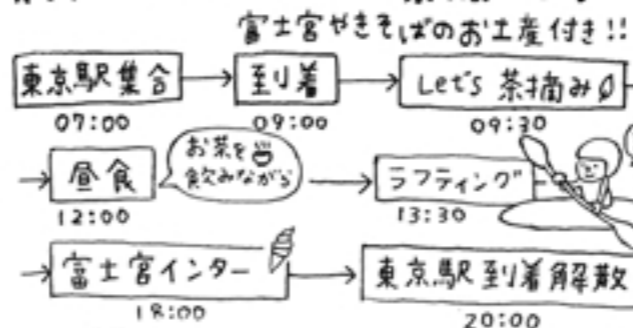 富士宮やきそばのお土産付き!!
東京駅集合 到着 Let's 茶摘み
07:00 09:00 09:30
昼食 お茶を飲みながら ラフティング
12:00 13:30
富士宮インター 東京駅到着解散
18:00 20:00